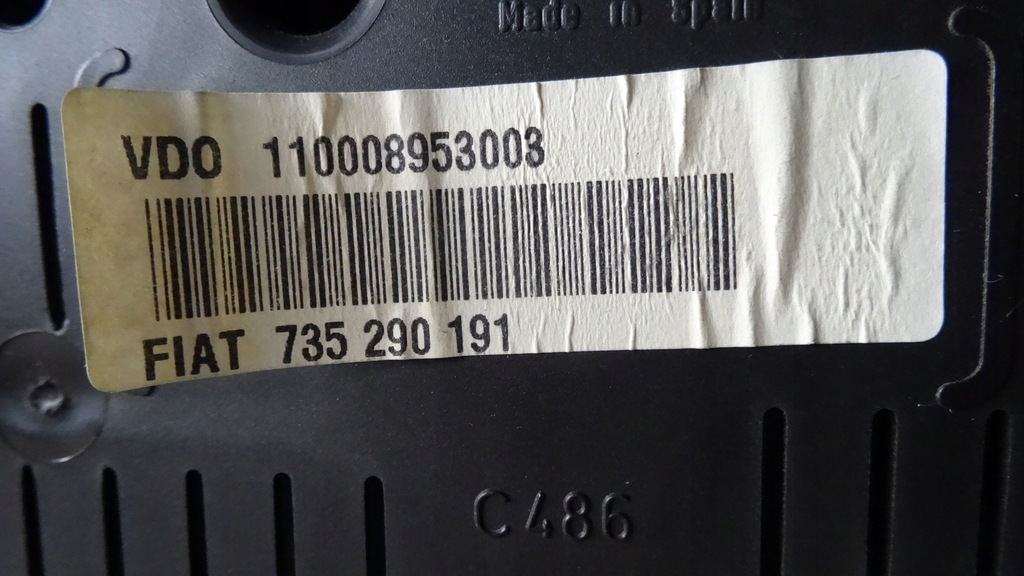 Made in Spain
VDO 110008953003
FIAT 735 290 191
C486